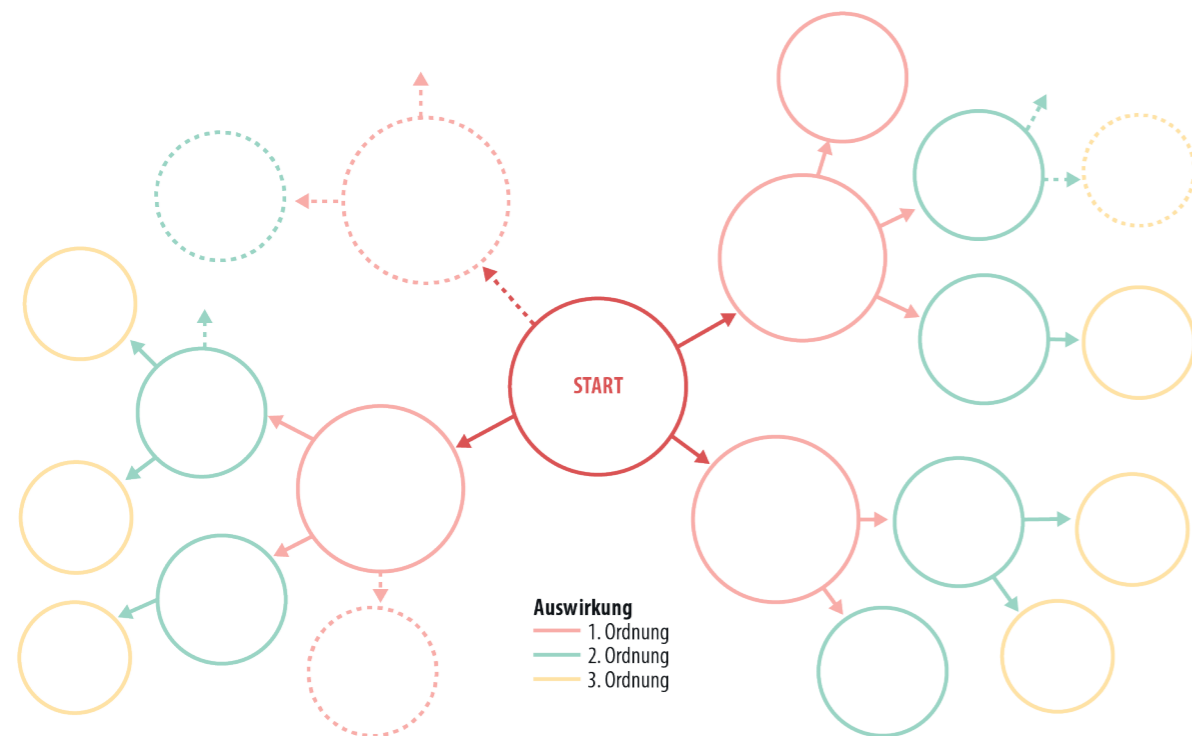 START
Auswirkung
1. Ordnung
2. Ordnung
3. Ordnung